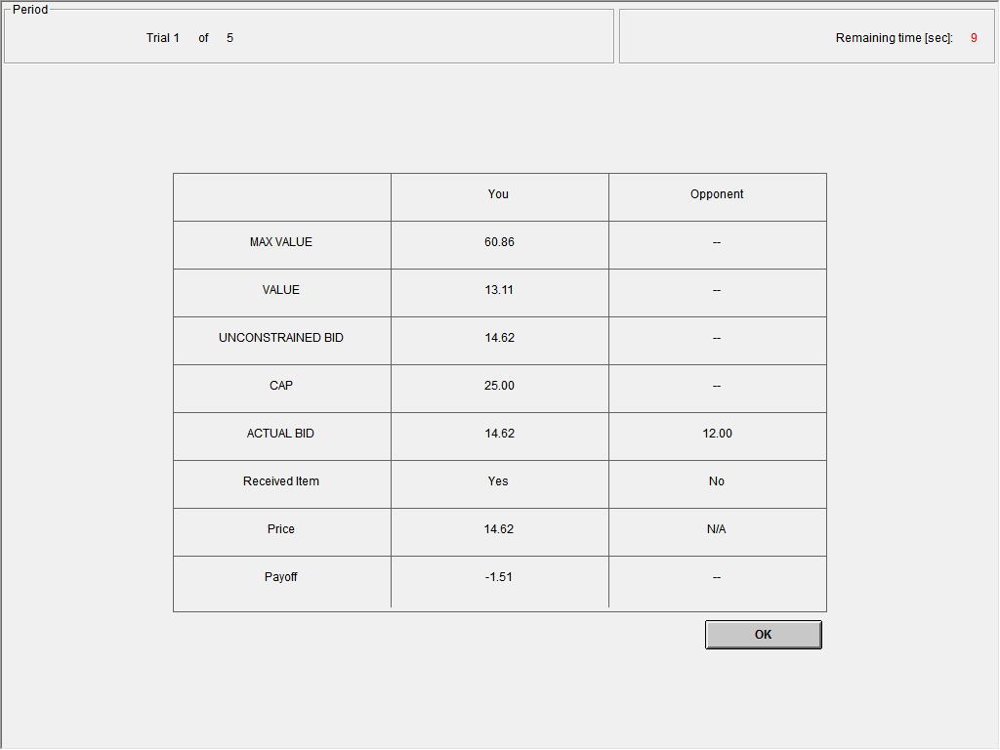 Period
Trial 1 of 5 Remaining time [sec]: 9
You Opponent
MAX VALUE 60.86 --
VALUE 13.11 --
UNCONSTRAINED BID 14.62 --
CAP 25.00 --
ACTUAL BID 14.62 12.00
Received Item Yes No
Price 14.62 N/A
Payoff -1.51 --
OK